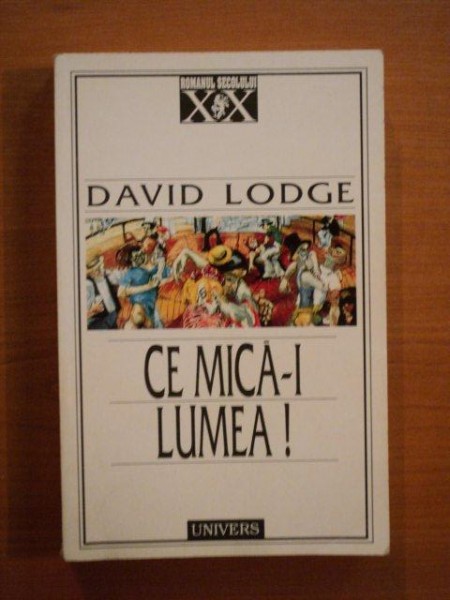 ROMANUL SECOLULUI
XX
DAVID LODGE
CE MICĂ-I
LUMEA !
UNIVERS